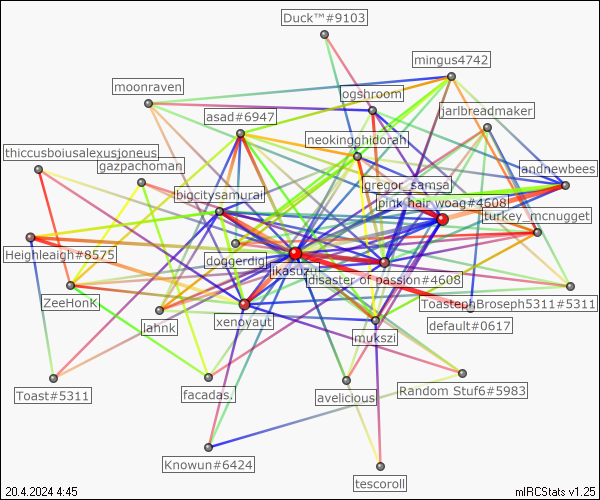 Duck™#9103
mingus4742
moonraven
ogshroom
jarlbreadmaker
asad#6947
neokingghidorah
thiccusboiusalexusjoneus
gazpachoman
andnewbees
gregor_samsa
bigcitysamurai
pink hair woag#4608
turkey_mcnugget
Heighleaigh#8575
doggerdigi
likasuzu
disaster of passion#4608
ZeeHonk
ToastephBroseph5311#5311
lahnk
xenoyaut
default#0617
mukszi
Toast#5311
facadas.
avelicious
Random Stuf6#5983
Knowun#6424
tescoroll
20.4.2024 4:45
mIRCStats v1.25